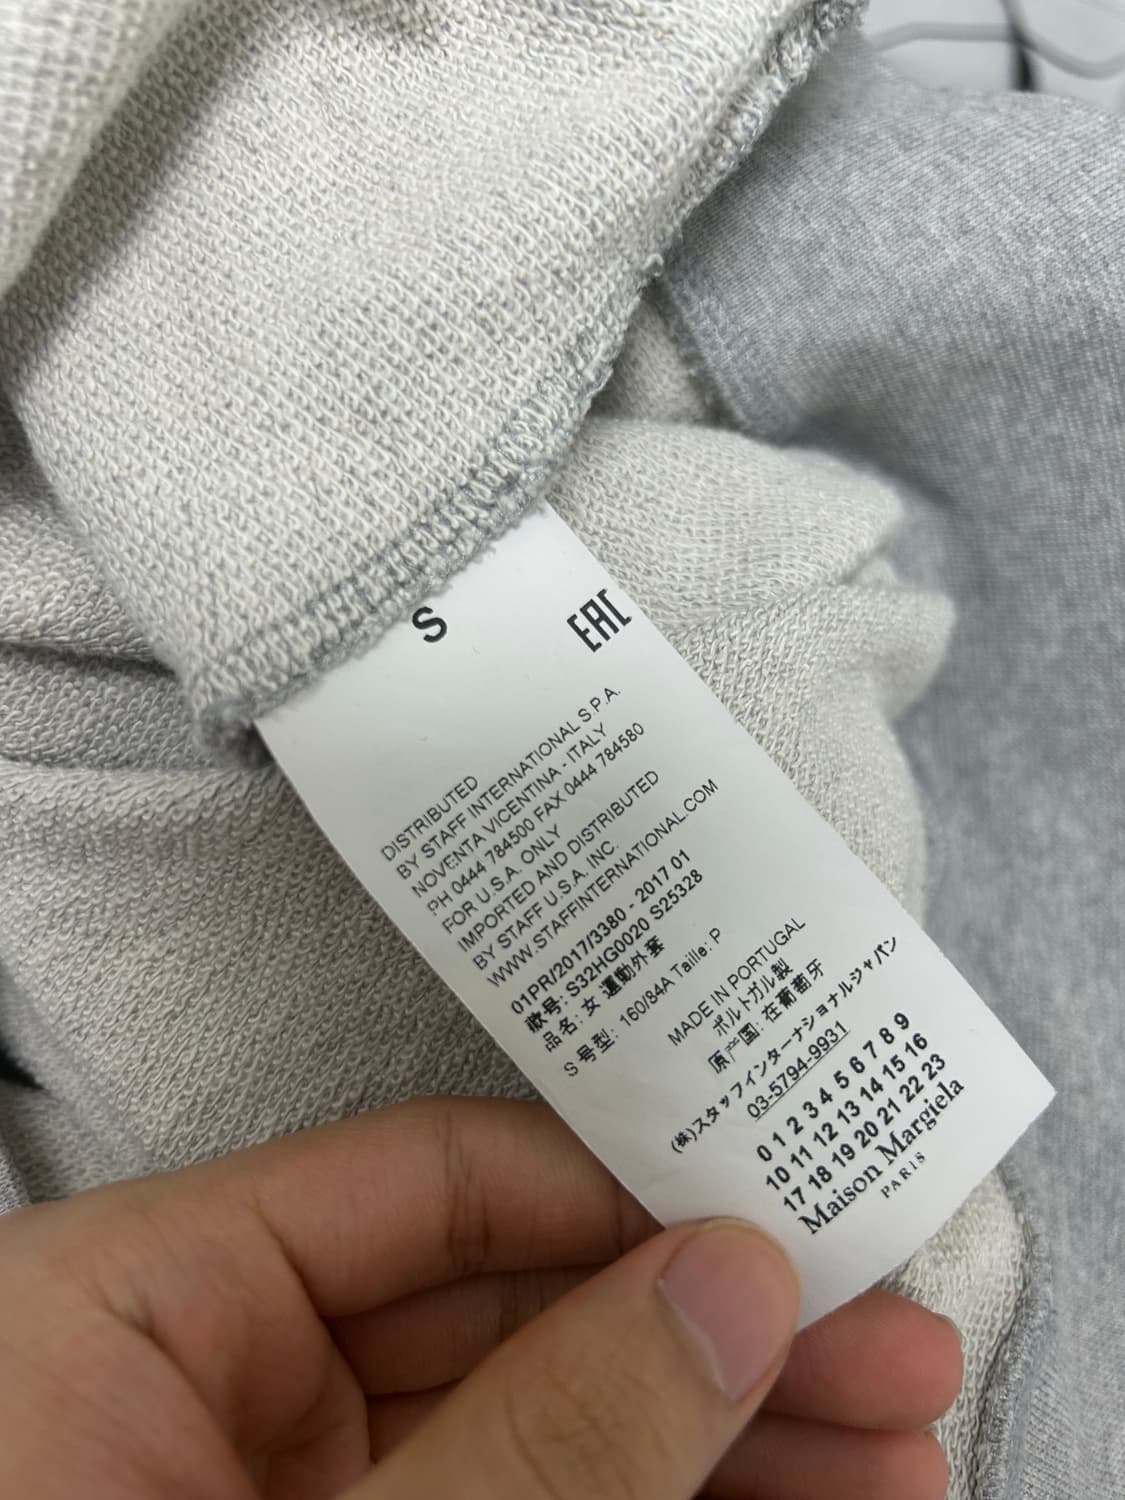 S
EAC
DISTRIBUTED
BY STAFF INTERNATIONAL S.P.A.
NOVENTA VICENTINA - ITALY
PH 0444 784500 FAX 0444 784580
FOR U.S.A. ONLY
IMPORTED AND DISTRIBUTED
BY STAFF U.S.A. INC.
WWW.STAFFINTERNATIONAL.COM
01PR/2017/3380 - 2017 01
款号: S32HG0020 S25328
品名: 女 運動外套
S 号型: 160/84A Taille: P
MADE IN PORTUGAL
ポルトガル製
原产国: 在葡萄牙
(株)スタッフインターナショナルジャパン
03-5794-9931
0 1 2 3 4 5 6 7 8 9
10 11 12 13 14 15 16
17 18 19 20 21 22 23
Maison Margiela
PARIS